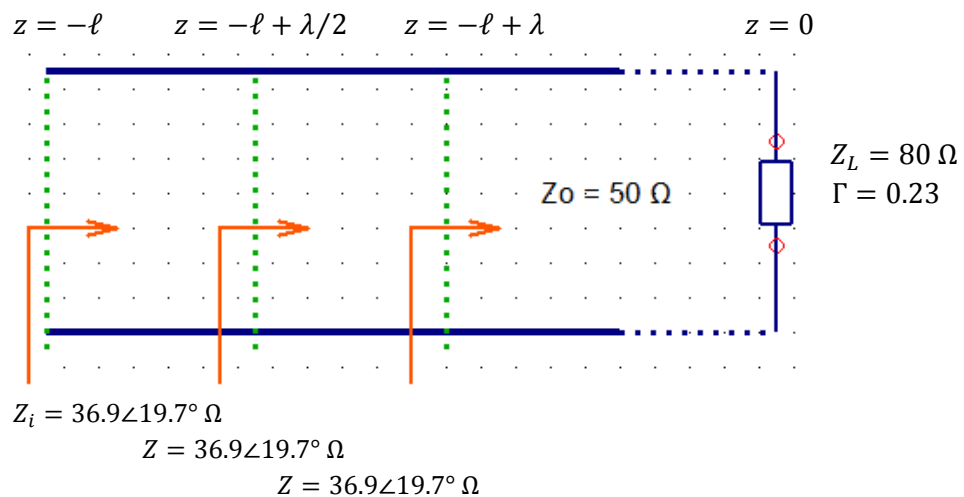 z = −ℓ
z = −ℓ + λ/2
z = −ℓ + λ
z = 0
Zo = 50 Ω
Z_L = 80 Ω
Γ = 0.23
Z_i = 36.9∠19.7° Ω
Z = 36.9∠19.7° Ω
Z = 36.9∠19.7° Ω